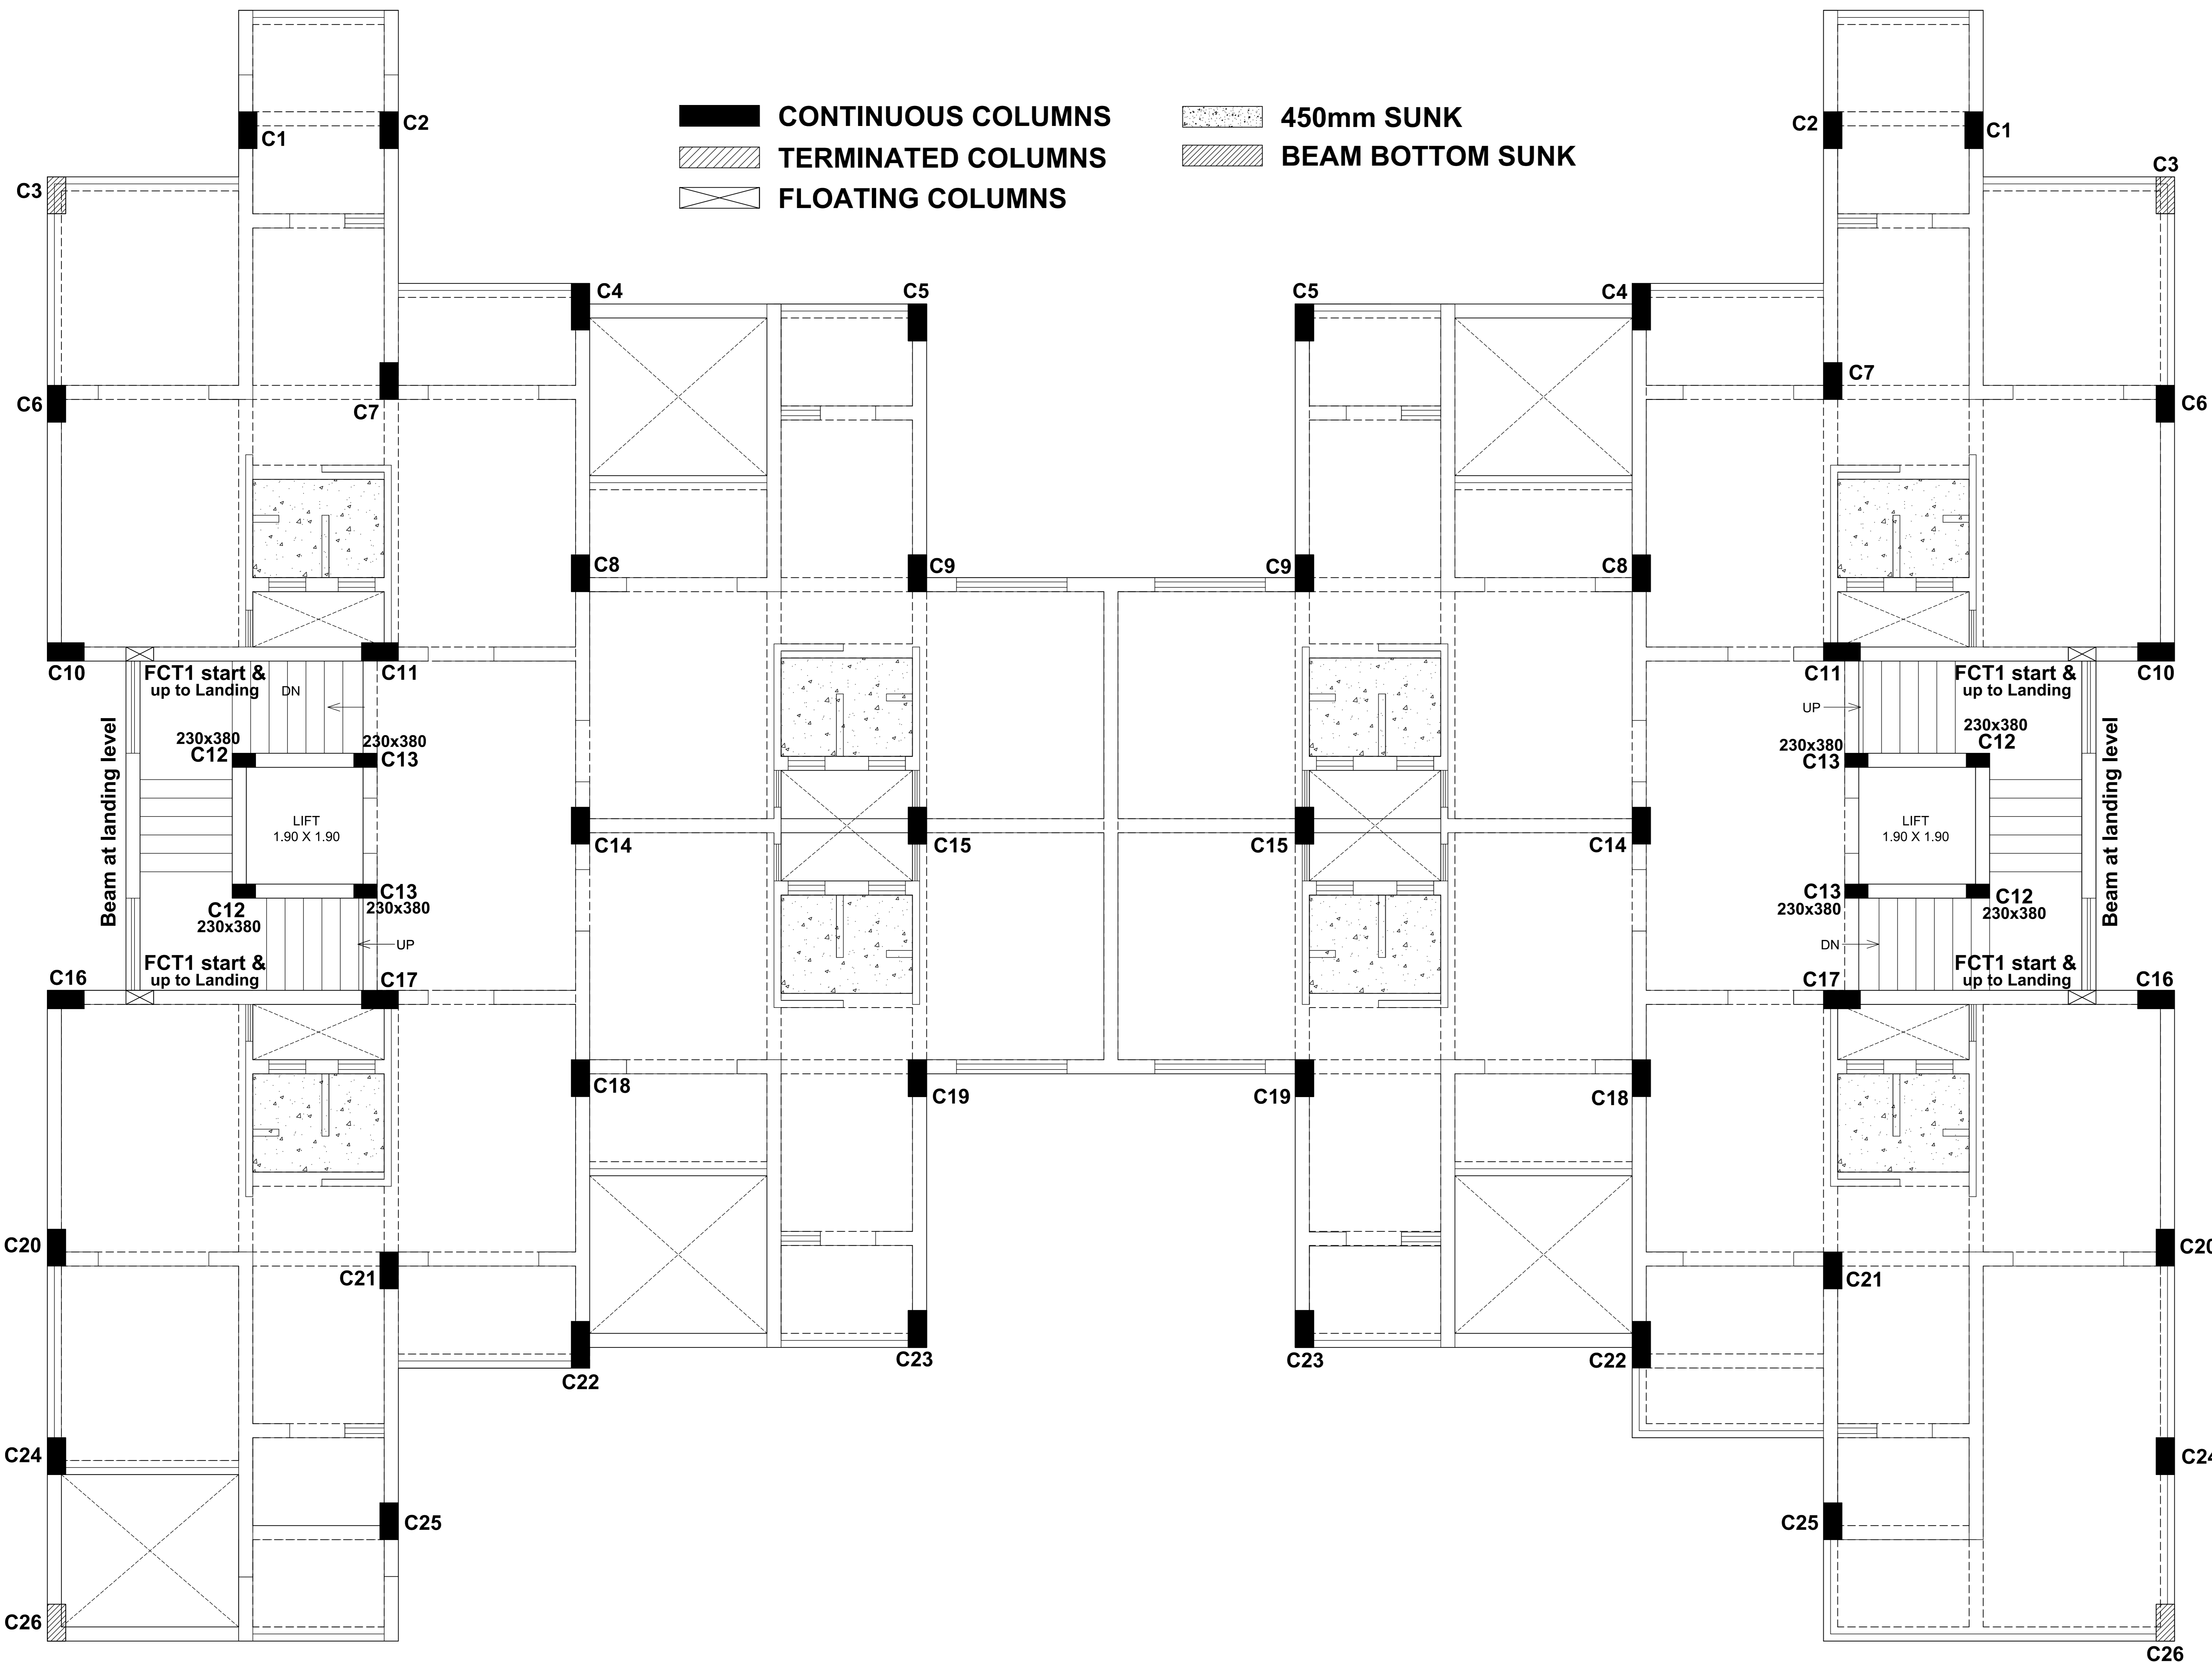 CONTINUOUS COLUMNS
TERMINATED COLUMNS
FLOATING COLUMNS
450mm SUNK
BEAM BOTTOM SUNK
C1
C2
C2
C1
C3
C3
C4
C5
C5
C4
C6
C7
C7
C6
C8
C9
C9
C8
C10
FCT1 start &
up to Landing
DN
C11
C11
FCT1 start &
up to Landing
C10
UP
230x380
C12
230x380
C13
230x380
C13
230x380
C12
Beam at landing level
LIFT
1.90 X 1.90
C14
C15
C15
C14
LIFT
1.90 X 1.90
Beam at landing level
C12
230x380
C13
230x380
C13
230x380
C12
230x380
UP
DN
C16
FCT1 start &
up to Landing
C17
C17
FCT1 start &
up to Landing
C16
C18
C19
C19
C18
C20
C21
C21
C20
C22
C23
C23
C22
C24
C24
C25
C25
C26
C26